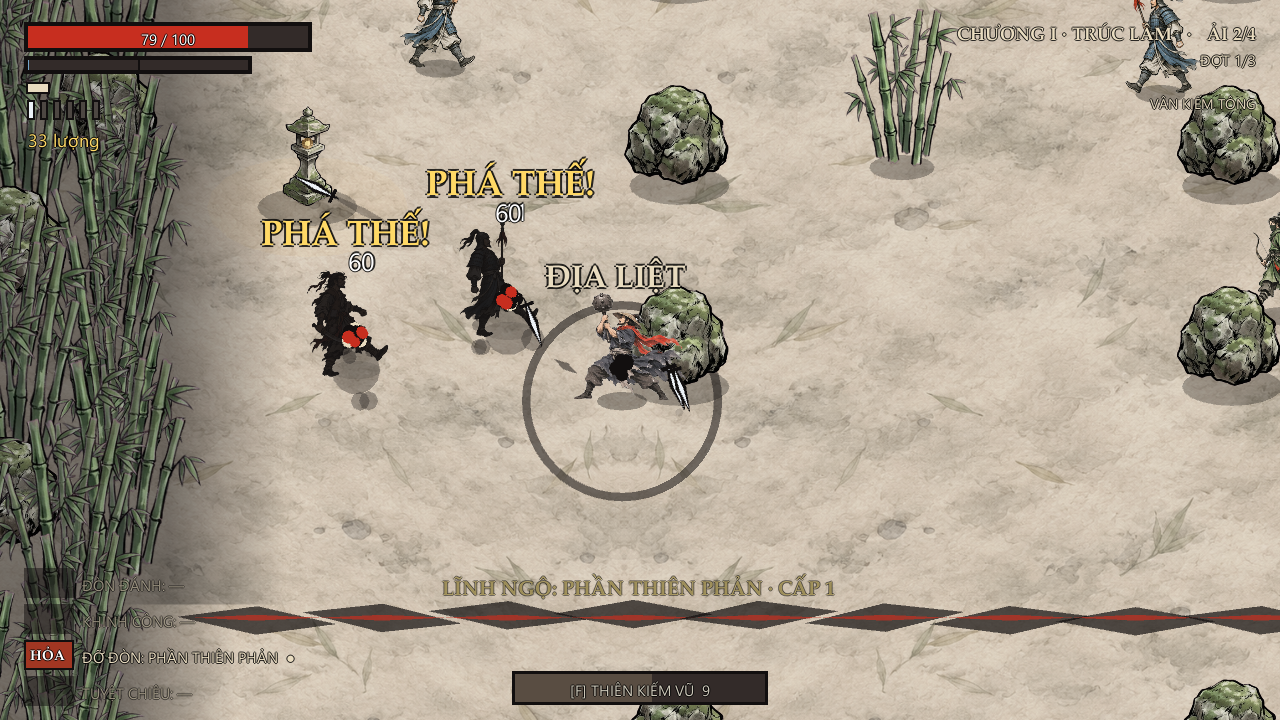 79 / 100
33 lượng
CHƯƠNG I · TRÚC LÂM · ẢI 2/4
ĐỢT 1/3
VÂN KIẾM TÔNG
PHÁ THẾ!
60
PHÁ THẾ!
60
ĐỊA LIỆT
LĨNH NGỘ: PHẦN THIÊN PHẢN · CẤP 1
ĐÒN ĐÁNH: —
KHINH CÔNG: —
HỎA
ĐỠ ĐÒN: PHẦN THIÊN PHẢN ○
TUYỆT CHIÊU: —
[F] THIÊN KIẾM VŨ 9